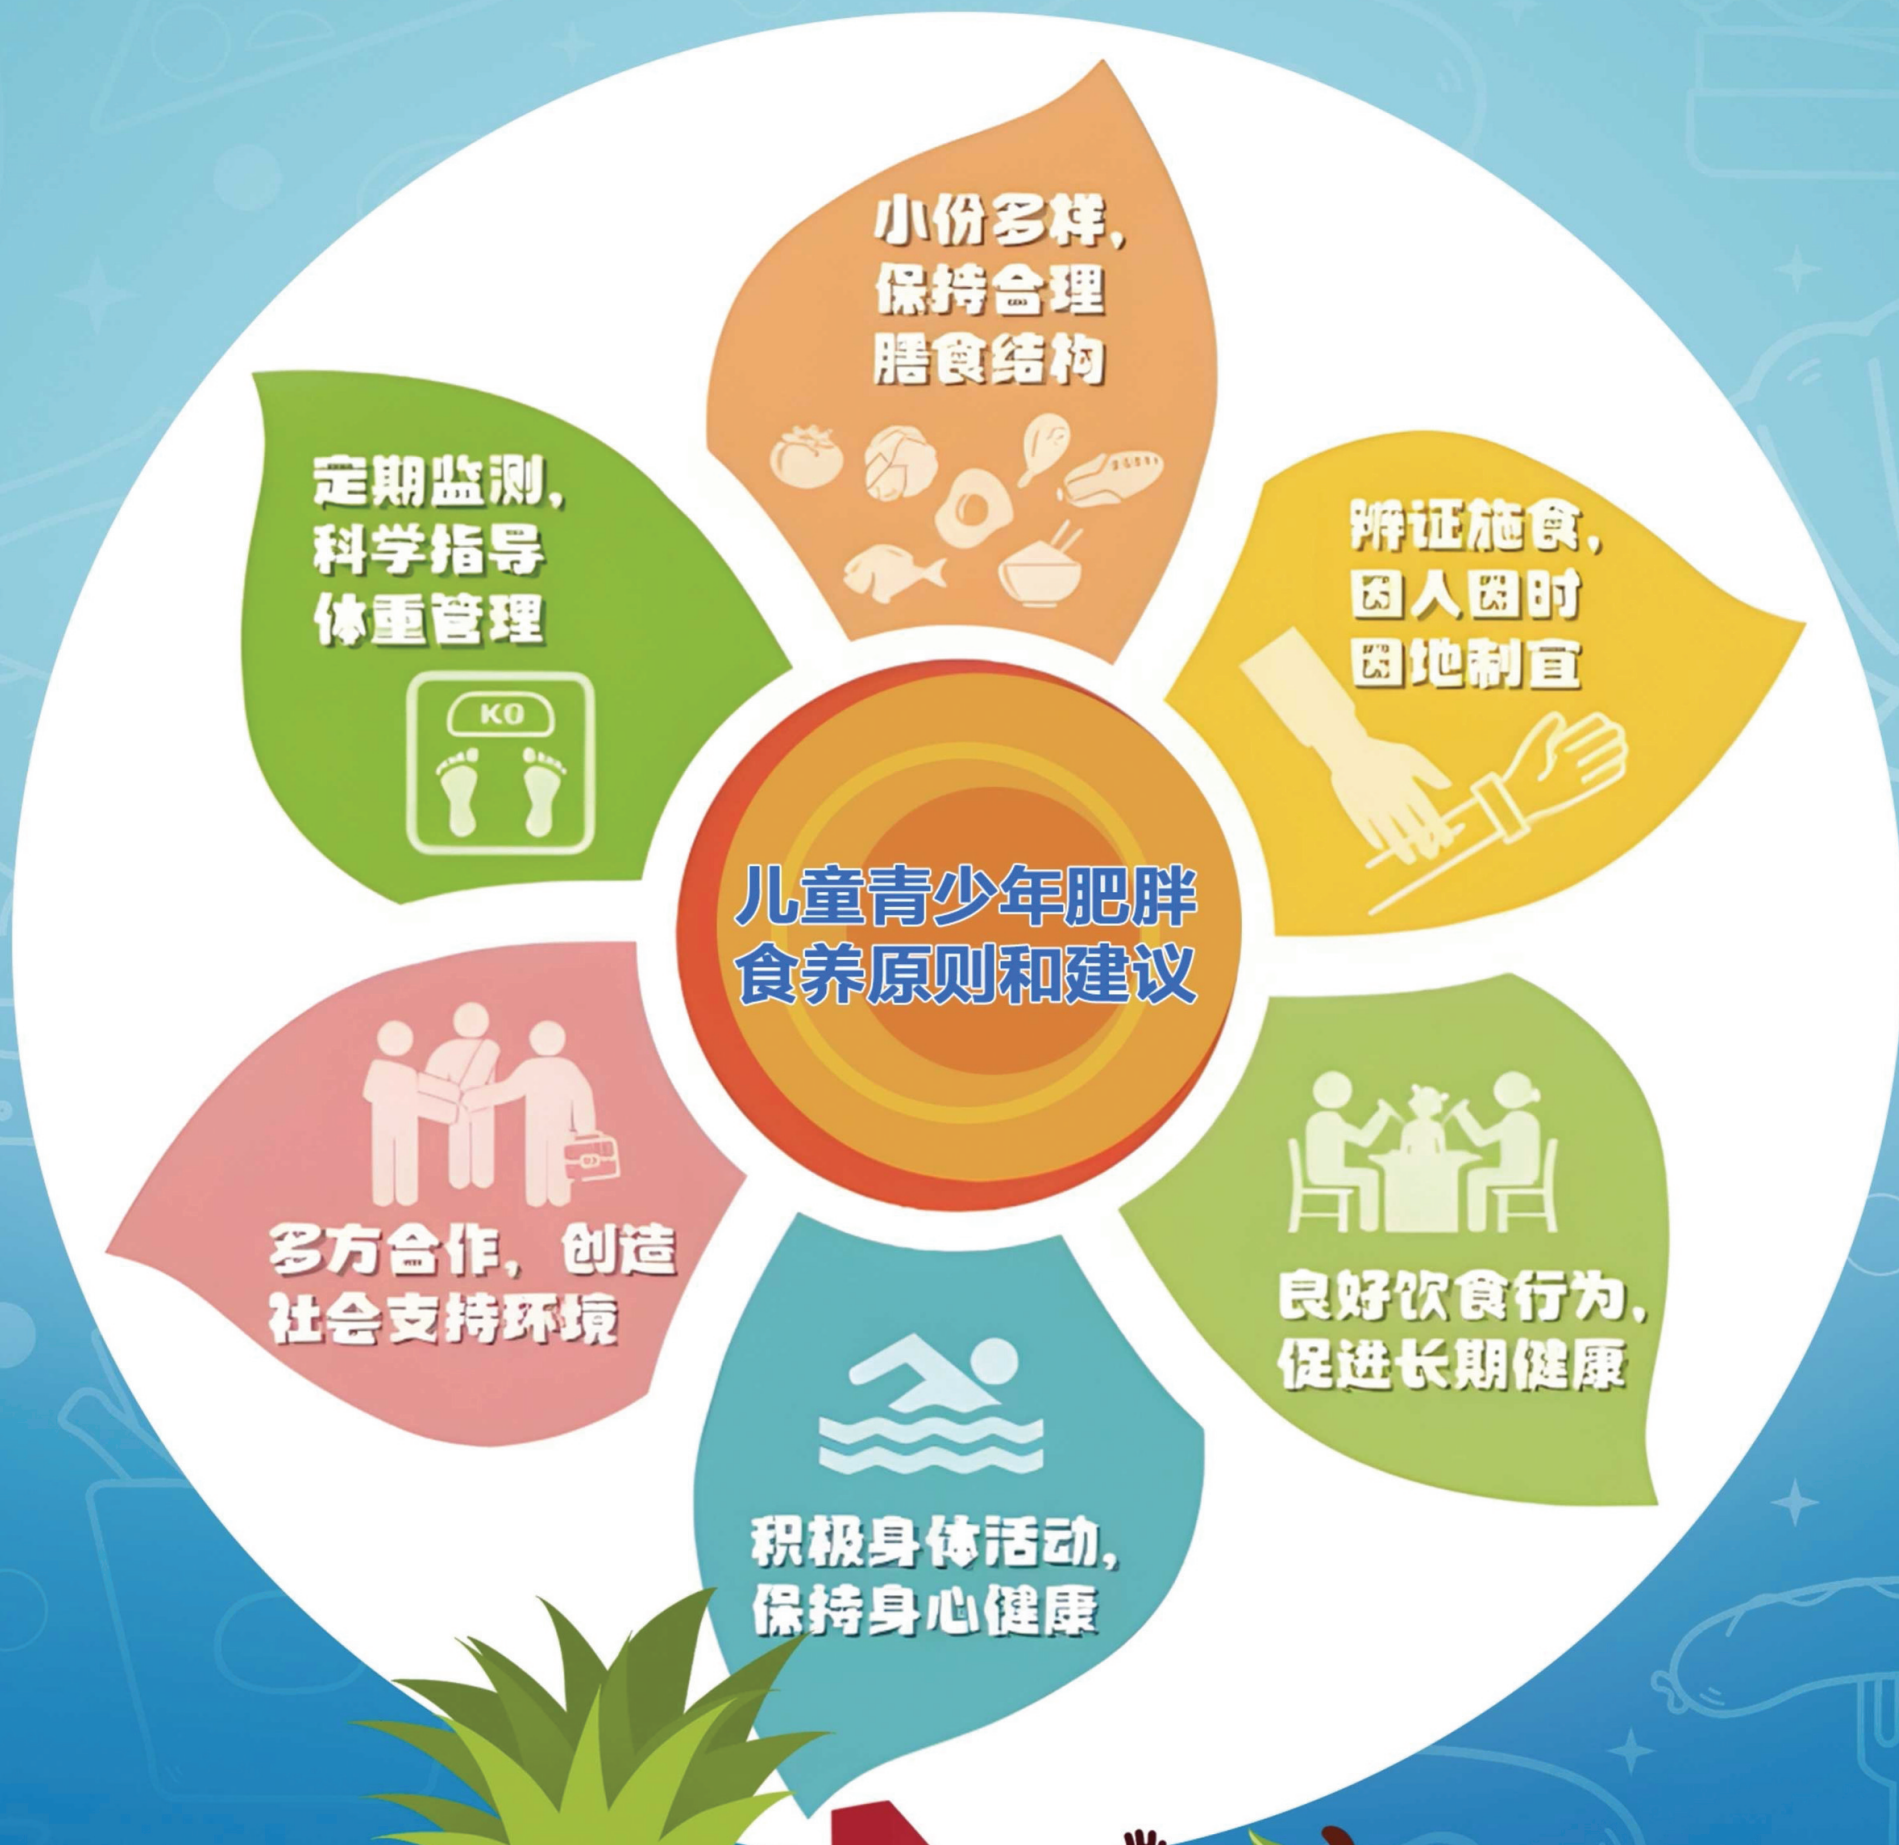 小份多样,
保持合理
膳食结构
辨证施食,
因人因时
因地制宜
良好饮食行为,
促进长期健康
积极身体活动,
保持身心健康
多方合作,创造
社会支持环境
定期监测,
科学指导
体重管理
KO
儿童青少年肥胖
食养原则和建议